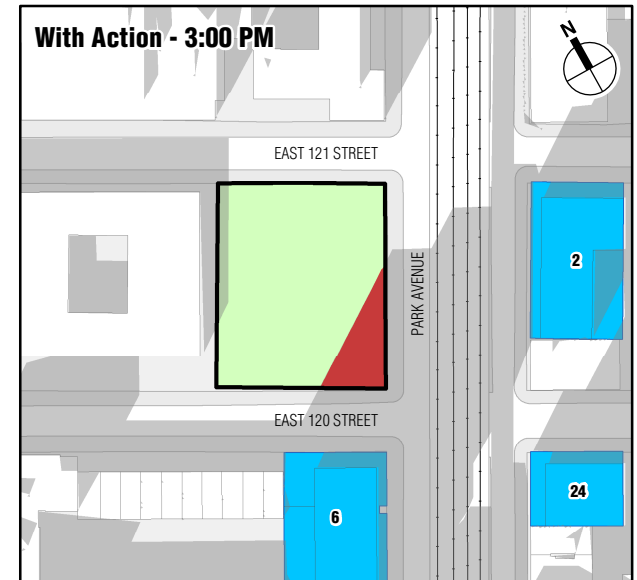 With Action - 3:00 PM
N
EAST 121 STREET
PARK AVENUE
2
EAST 120 STREET
6
24